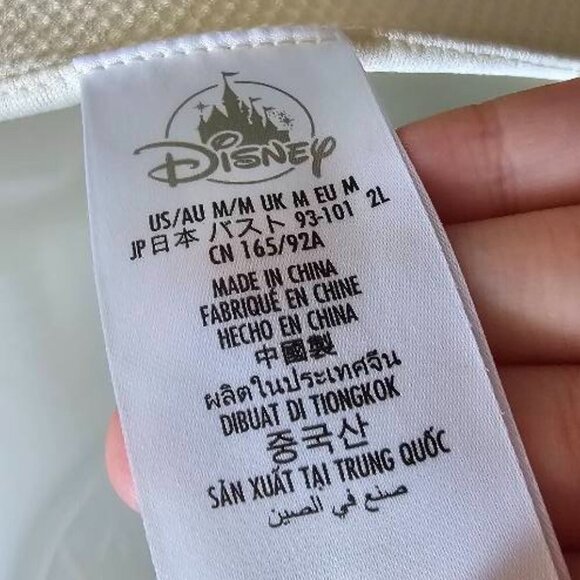 Disney
US/AU M/M UK M EU M
JP日本 バスト 93-101 2L
CN 165/92A
MADE IN CHINA
FABRIQUÉ EN CHINE
HECHO EN CHINA
中國製
ผลิตในประเทศจีน
DIBUAT DI TIONGKOK
중국산
SẢN XUẤT TẠI TRUNG QUỐC
صنع في الصين